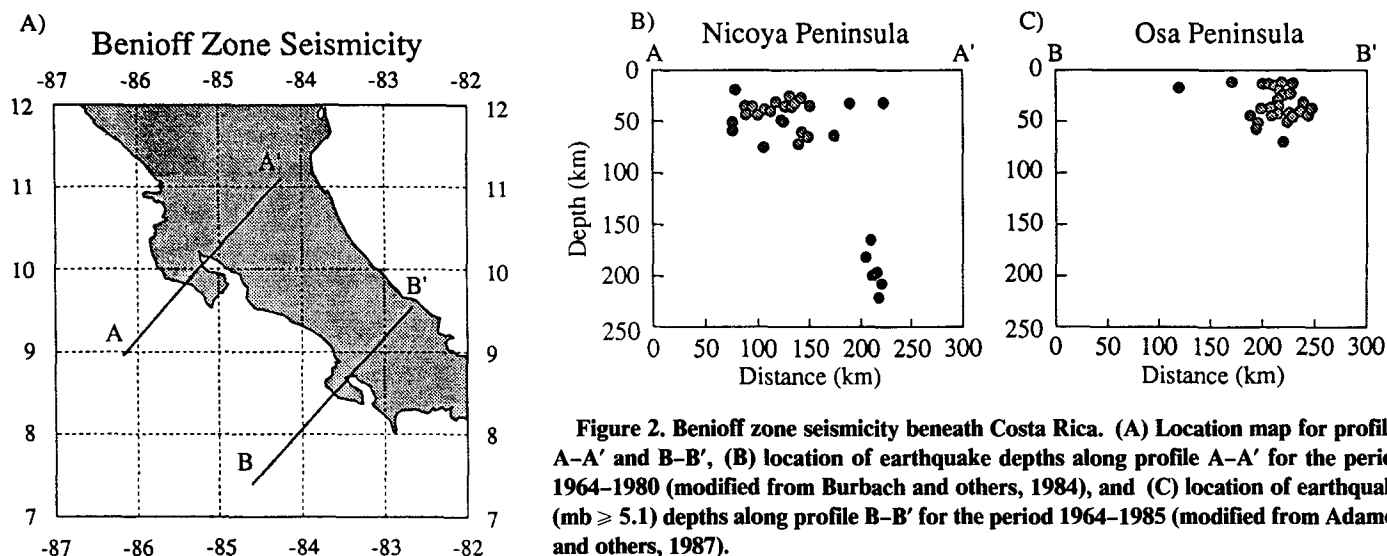 A)
Benioff Zone Seismicity
-87 -86 -85 -84 -83 -82
12 12
11 11
10 10
9 9
8 8
7 7
-87 -86 -85 -84 -83 -82
A'
A
B'
B
B) Nicoya Peninsula
A A'
0
50
100
150
200
250
Depth (km)
0 50 100 150 200 250 300
Distance (km)
C) Osa Peninsula
B B'
0
50
100
150
200
250
0 50 100 150 200 250 300
Distance (km)
Figure 2. Benioff zone seismicity beneath Costa Rica. (A) Location map for profil
A–A′ and B–B′, (B) location of earthquake depths along profile A–A′ for the peri
1964–1980 (modified from Burbach and others, 1984), and (C) location of earthqual
(mb ⩾ 5.1) depths along profile B–B′ for the period 1964–1985 (modified from Adam
and others, 1987).